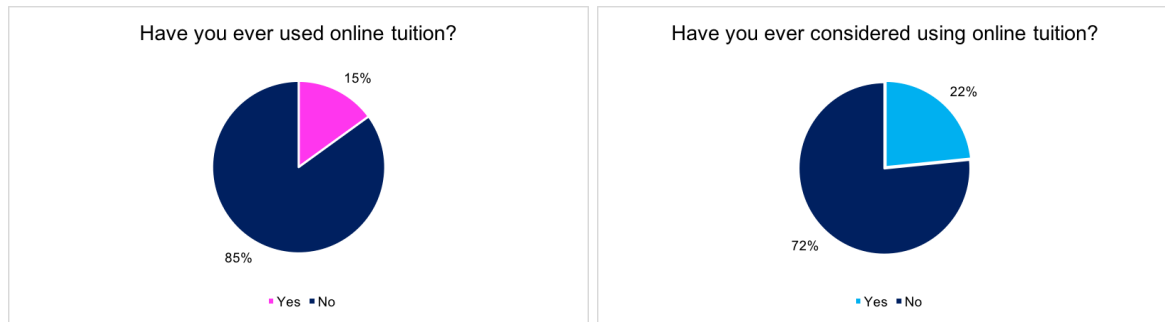 Have you ever used online tuition?
15%
85%
Yes No
Have you ever considered using online tuition?
22%
72%
Yes No